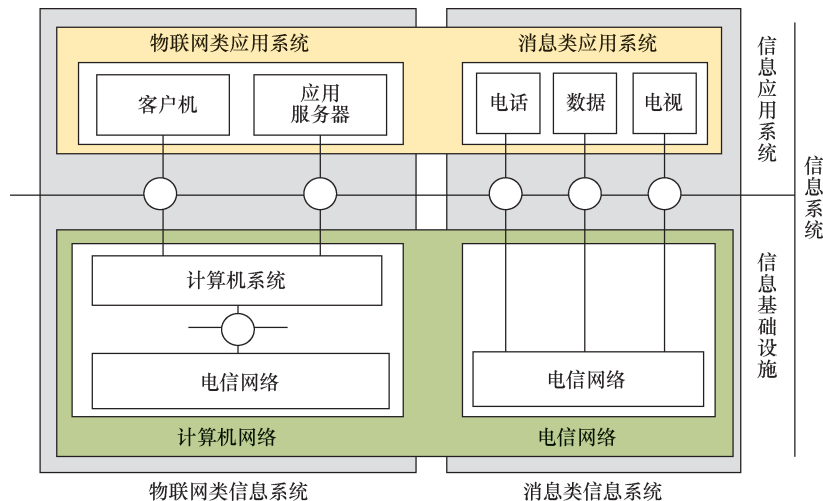 物联网类应用系统
消息类应用系统
客户机
应用
服务器
电话
数据
电视
信息应用系统
信息系统
计算机系统
电信网络
电信网络
信息基础设施
计算机网络
电信网络
物联网类信息系统
消息类信息系统